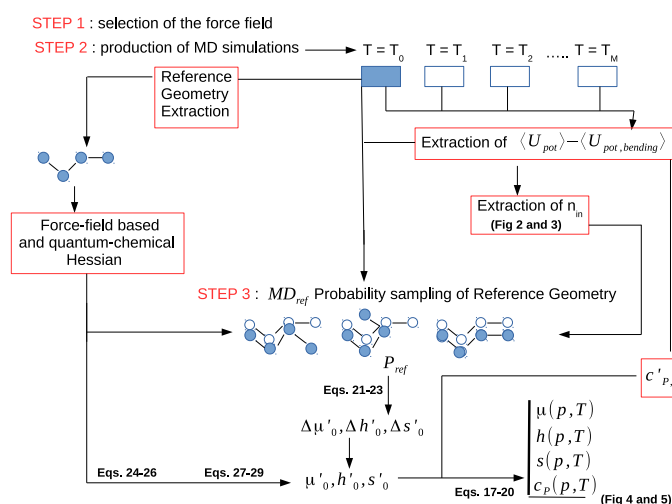 STEP 1 : selection of the force field
STEP 2 : production of MD simulations
T = T0 T = T1 T = T2 ..... T = TM
Reference
Geometry
Extraction
Extraction of ⟨Upot⟩−⟨Upot,bending⟩
Extraction of nin
(Fig 2 and 3)
Force-field based
and quantum-chemical
Hessian
STEP 3 : MDref Probability sampling of Reference Geometry
Pref
c'P,
Eqs. 21-23
Δμ'0,Δh'0,Δs'0
μ(p,T)
h(p,T)
s(p,T)
cP(p,T)
Eqs. 24-26 Eqs. 27-29
μ'0,h'0,s'0
Eqs. 17-20
(Fig 4 and 5)